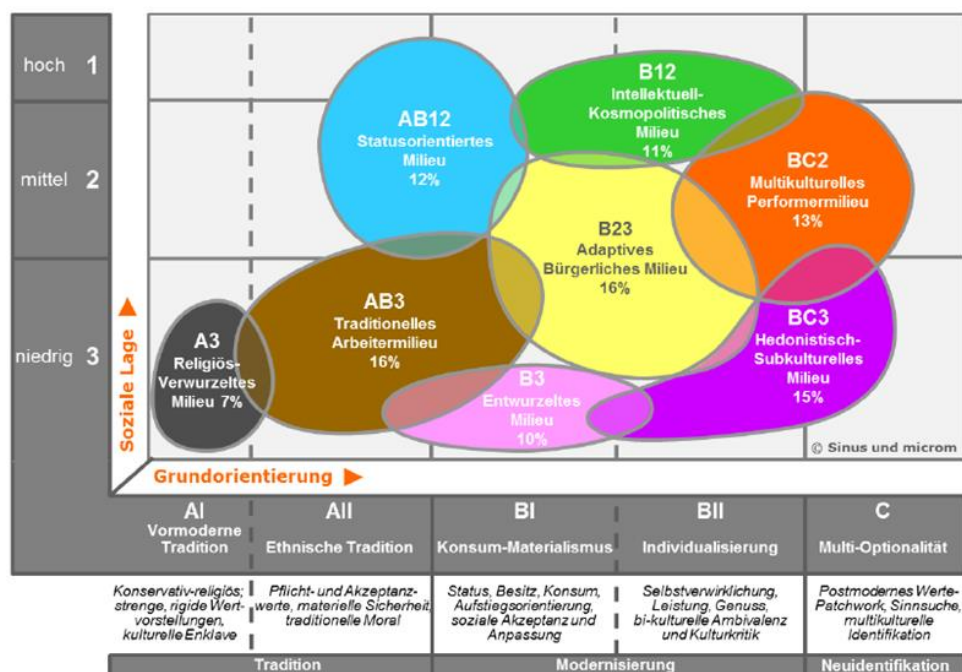 hoch 1
mittel 2
niedrig 3
Soziale Lage
AB12
Statusorientiertes
Milieu
12%
B12
Intellektuell-
Kosmopolitisches
Milieu
11%
BC2
Multikulturelles
Performermilieu
13%
B23
Adaptives
Bürgerliches Milieu
16%
AB3
Traditionelles
Arbeitermilieu
16%
A3
Religiös-
Verwurzeltes
Milieu 7%
BC3
Hedonistisch-
Subkulturelles
Milieu
15%
B3
Entwurzeltes
Milieu
10%
© Sinus und microm
Grundorientierung
AI
Vormoderne
Tradition
AII
Ethnische Tradition
BI
Konsum-Materialismus
BII
Individualisierung
C
Multi-Optionalität
Konservativ-religiös;
strenge, rigide Wert-
vorstellungen,
kulturelle Enklave
Pflicht- und Akzeptanz-
werte, materielle Sicherheit,
traditionelle Moral
Status, Besitz, Konsum,
Aufstiegsorientierung,
soziale Akzeptanz und
Anpassung
Selbstverwirklichung,
Leistung, Genuss,
bi-kulturelle Ambivalenz
und Kulturkritik
Postmodernes Werte-
Patchwork, Sinnsuche,
multikulturelle
Identifikation
Tradition
Modernisierung
Neuidentifikation